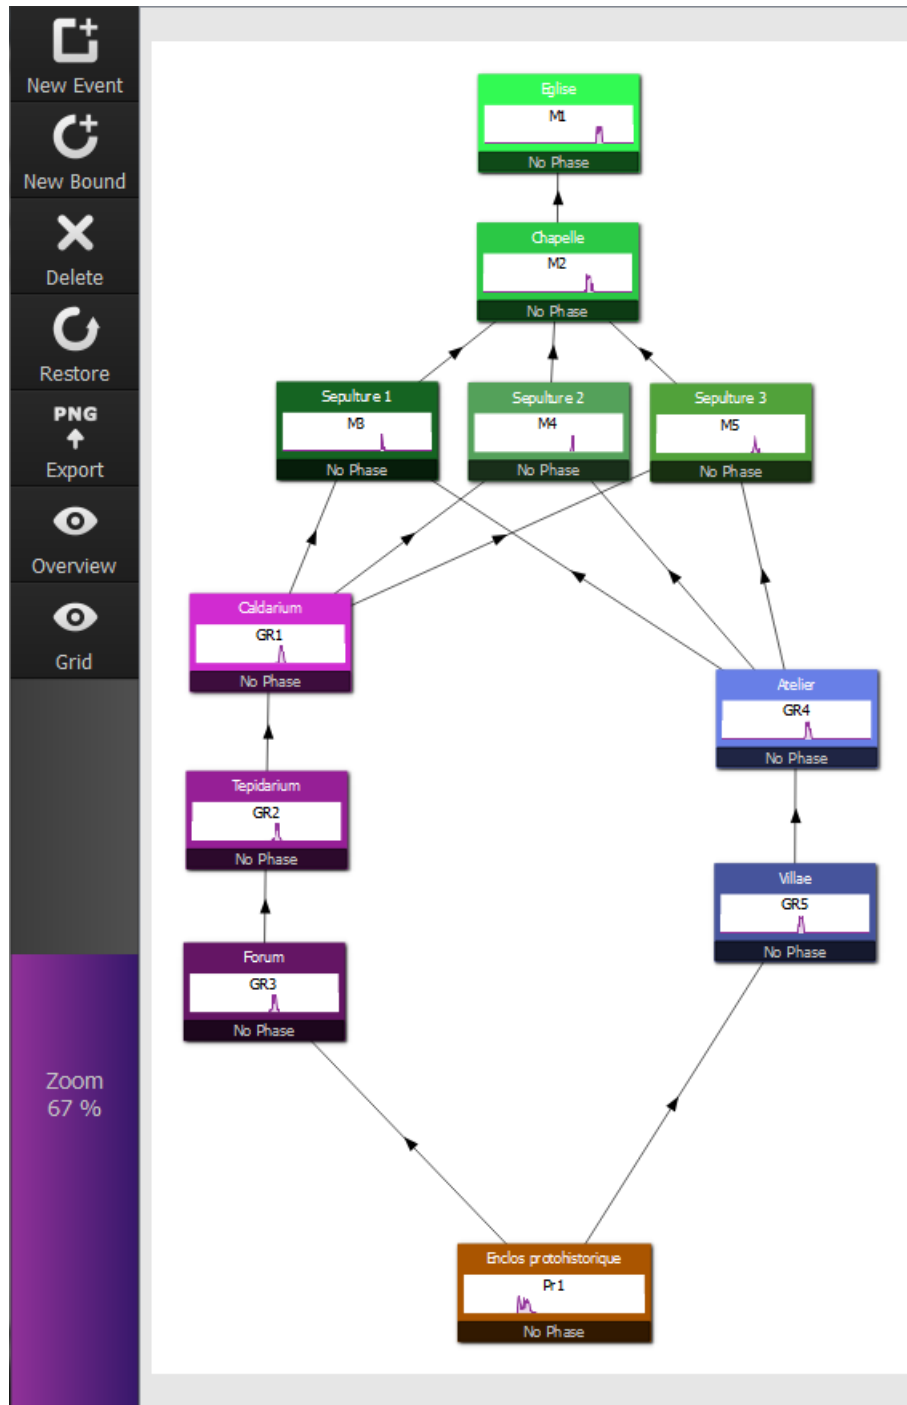 New Event
New Bound
Delete
Restore
PNG
Export
Overview
Grid
Zoom
67 %
Eglise
M1
No Phase
Chapelle
M2
No Phase
Sepulture 1
M3
No Phase
Sepulture 2
M4
No Phase
Sepulture 3
M5
No Phase
Caldarium
GR1
No Phase
Atelier
GR4
No Phase
Tepidarium
GR2
No Phase
Villae
GR5
No Phase
Forum
GR3
No Phase
Enclos protohistorique
Pr1
No Phase